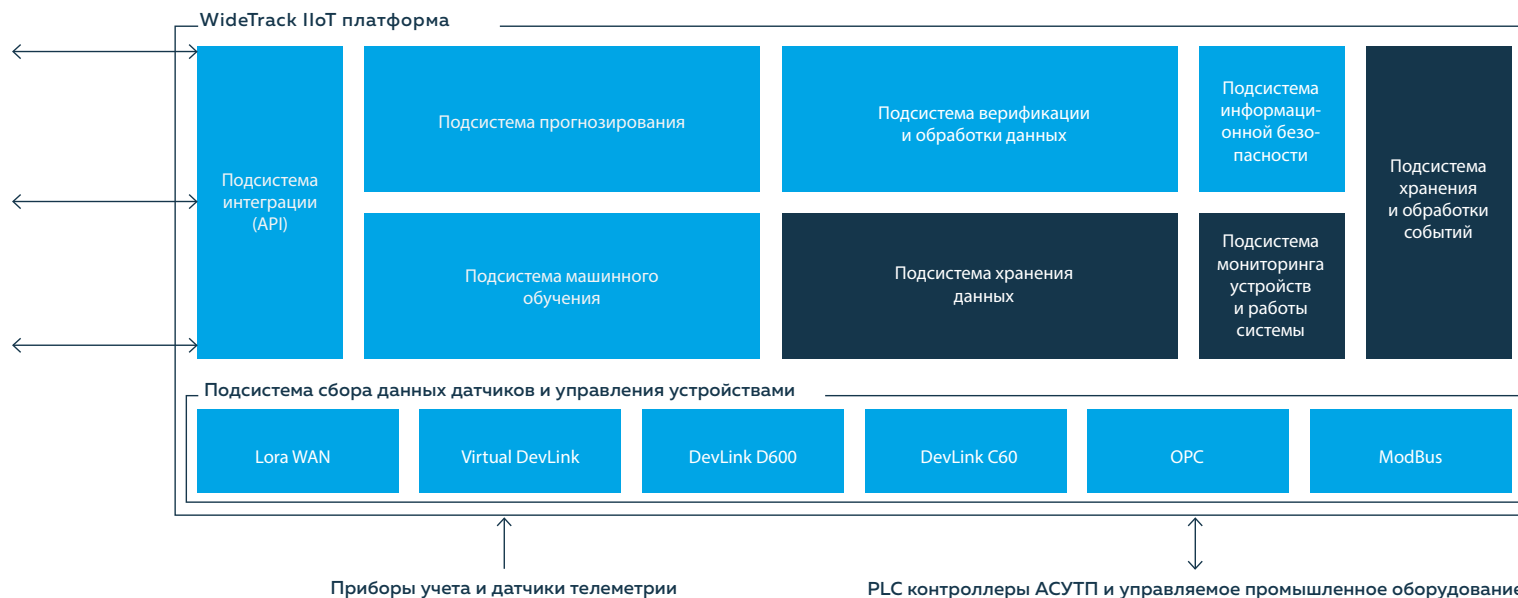 WideTrack IIoT платформа
Подсистема
интеграции
(API)
Подсистема прогнозирования
Подсистема верификации
и обработки данных
Подсистема
информаци-
онной безо-
пасности
Подсистема
хранения
и обработки
событий
Подсистема машинного
обучения
Подсистема хранения
данных
Подсистема
мониторинга
устройств
и работы
системы
Подсистема сбора данных датчиков и управления устройствами
Lora WAN
Virtual DevLink
DevLink D600
DevLink C60
OPC
ModBus
Приборы учета и датчики телеметрии
PLC контроллеры АСУТП и управляемое промышленное оборудование